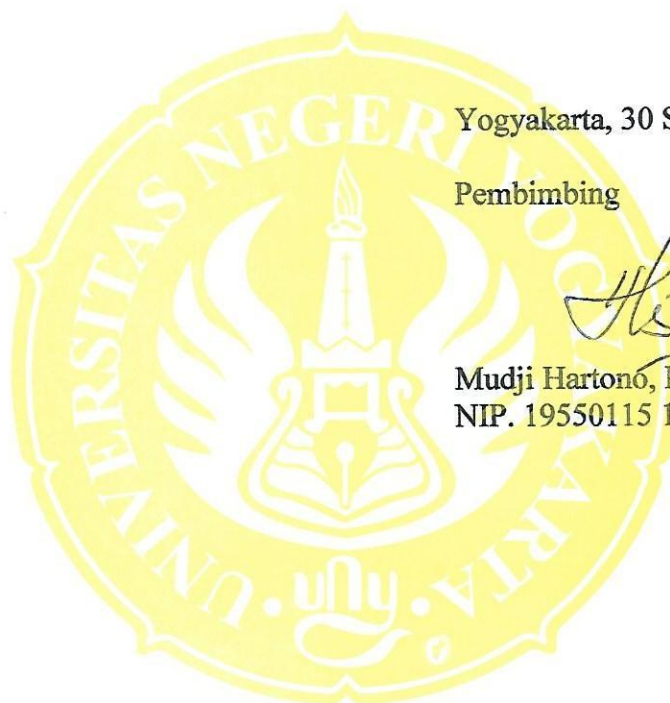 Yogyakarta, 30 S
Pembimbing
Mudji Hartono,
NIP. 19550115 1
UNIVERSITAS NEGERI YOGYAKARTA
uny